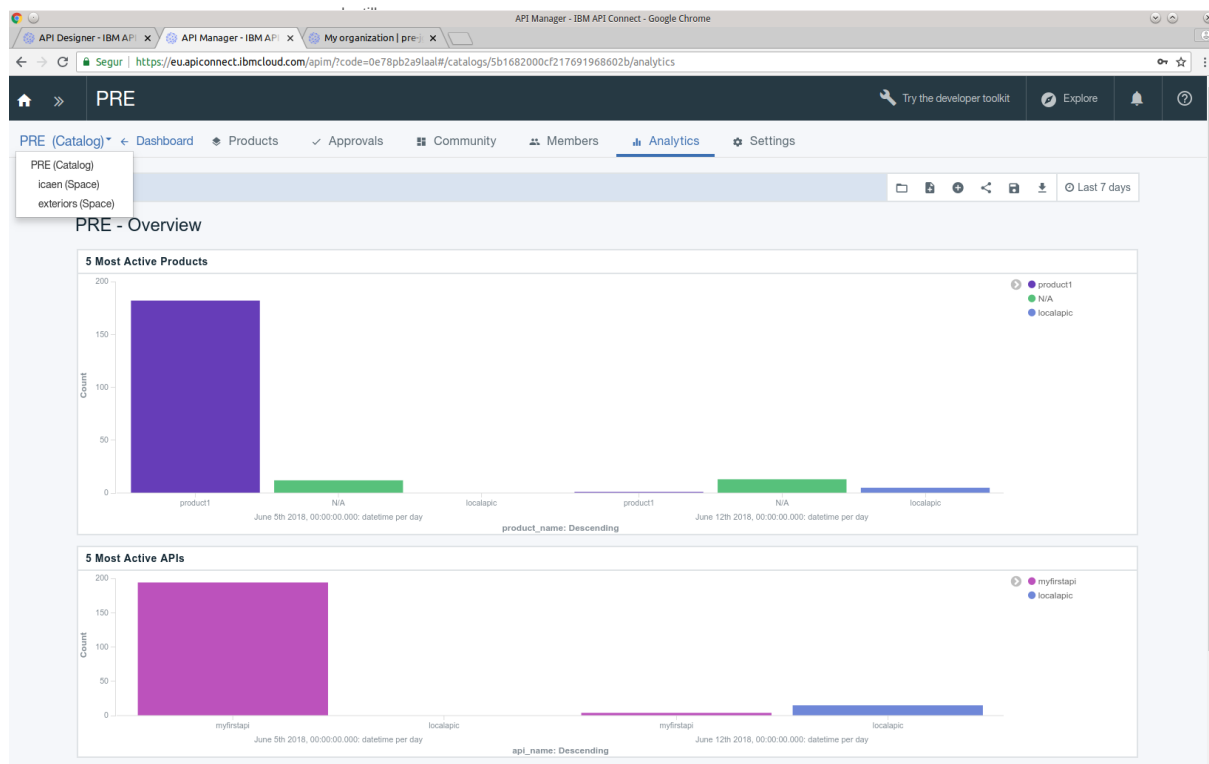 API Manager - IBM API Connect - Google Chrome
API Designer - IBM AP
API Manager - IBM AP
My organization | pre-j
Segur | https://eu.apiconnect.ibmcloud.com/apim/?code=0e78pb2a9laal#/catalogs/5b1682000cf217691968602b/analytics
PRE
Try the developer toolkit
Explore
PRE (Catalog) Dashboard Products Approvals Community Members Analytics Settings
PRE (Catalog)
icaen (Space)
exteriors (Space)
Last 7 days
PRE - Overview
5 Most Active Products
200
150
100
50
0
Count
product1 N/A localapic product1 N/A localapic
June 5th 2018, 00:00:00.000: datetime per day June 12th 2018, 00:00:00.000: datetime per day
product_name: Descending
product1
N/A
localapic
5 Most Active APIs
200
150
100
50
0
Count
myfirstapi localapic myfirstapi localapic
June 5th 2018, 00:00:00.000: datetime per day June 12th 2018, 00:00:00.000: datetime per day
api_name: Descending
myfirstapi
localapic